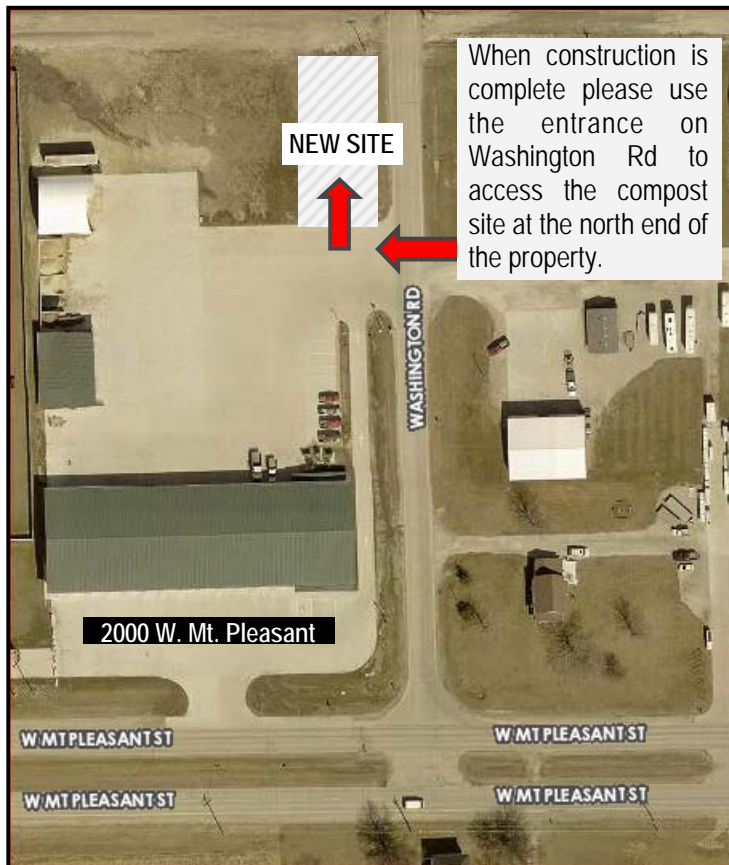 When construction is
complete please use
the entrance on
Washington Rd to
access the compost
site at the north end of
the property.
NEW SITE
WASHINGTON RD
2000 W. Mt. Pleasant
W MT PLEASANT ST
W MT PLEASANT ST
W MT PLEASANT ST
W MT PLEASANT ST